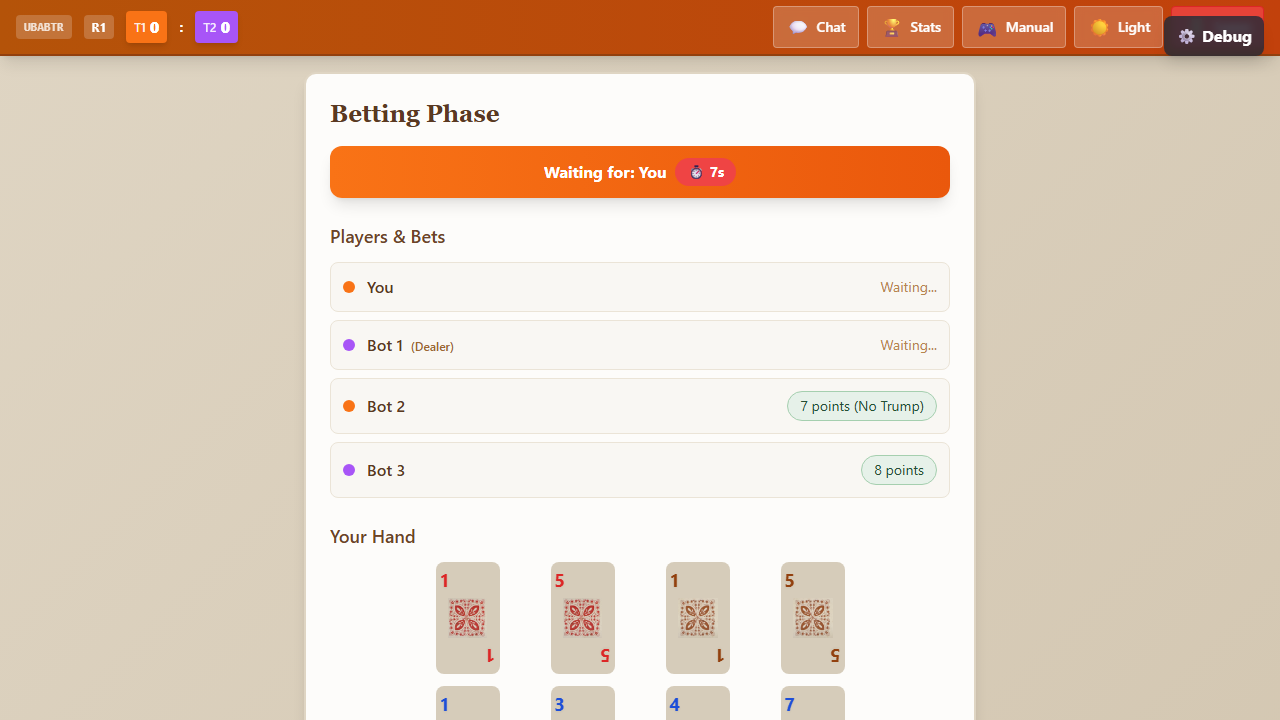 UBABTR R1 T1 0 : T2 0 Chat Stats Manual Light Debug
Betting Phase
Waiting for: You 7s
Players & Bets
You Waiting...
Bot 1 (Dealer) Waiting...
Bot 2 7 points (No Trump)
Bot 3 8 points
Your Hand
1 5 1 5
1 5 1 5
1 3 4 7